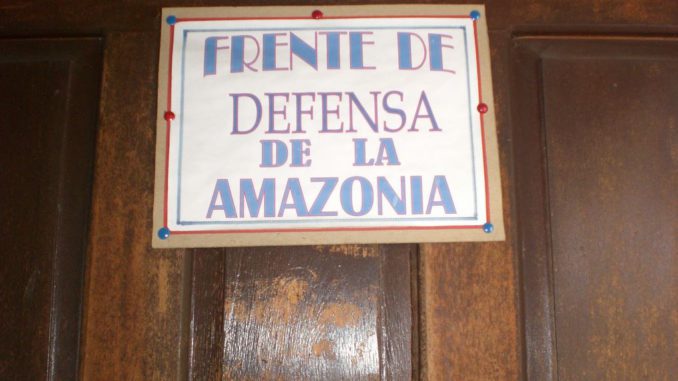 FRENTE DE
DEFENSA
DE LA
AMAZONIA